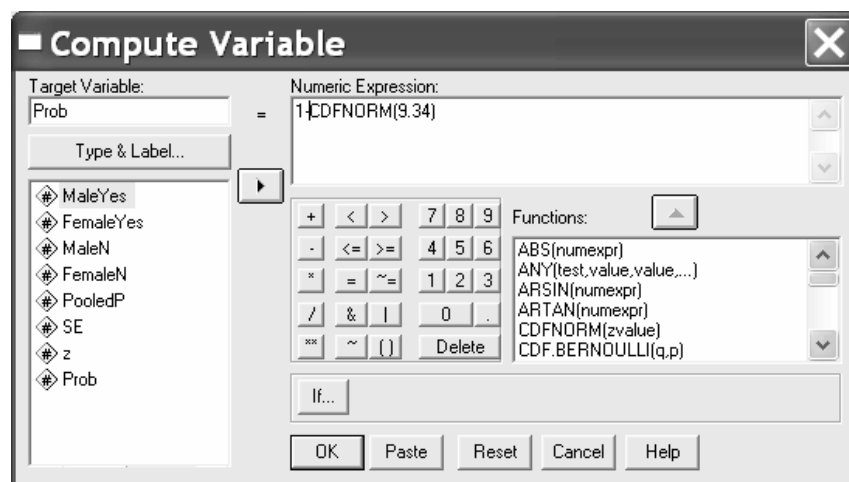 Compute Variable
Target Variable:
Prob
=
Numeric Expression:
1-CDFNORM(9.34)
Type & Label...
MaleYes
FemaleYes
MaleN
FemaleN
PooledP
SE
z
Prob
+ < > 7 8 9
- <= >= 4 5 6
* = ~= 1 2 3
/ & | 0 .
** ~ () Delete
Functions:
ABS(numexpr)
ANY(test,value,value,...)
ARSIN(numexpr)
ARTAN(numexpr)
CDFNORM(zvalue)
CDF.BERNOULLI(q,p)
If...
OK Paste Reset Cancel Help